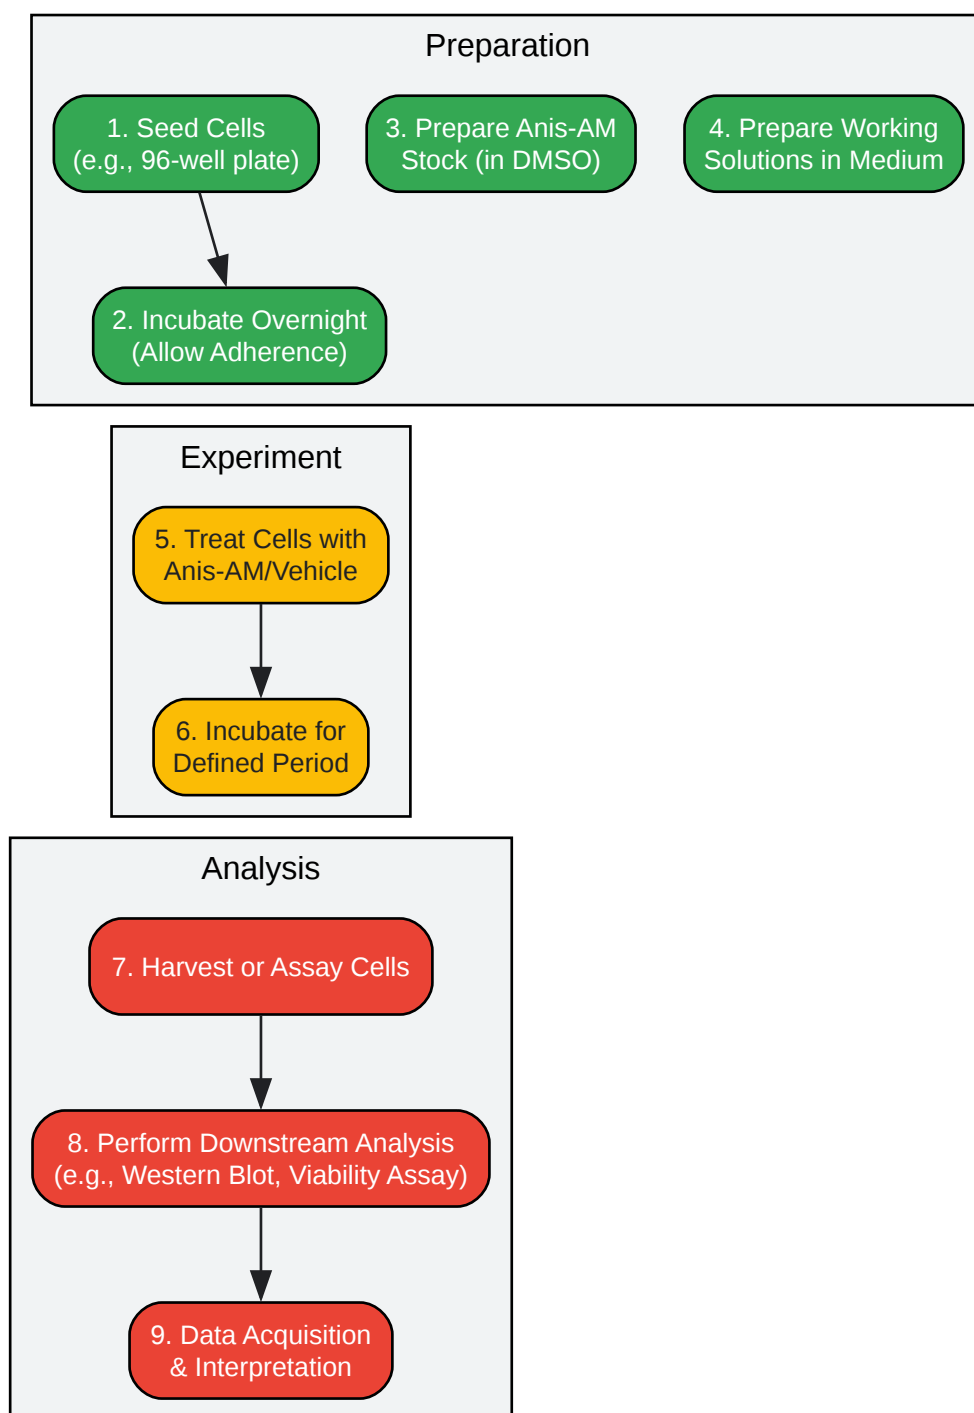 Preparation
1. Seed Cells
(e.g., 96-well plate)
3. Prepare Anis-AM
Stock (in DMSO)
4. Prepare Working
Solutions in Medium
2. Incubate Overnight
(Allow Adherence)
Experiment
5. Treat Cells with
Anis-AM/Vehicle
6. Incubate for
Defined Period
Analysis
7. Harvest or Assay Cells
8. Perform Downstream Analysis
(e.g., Western Blot, Viability Assay)
9. Data Acquisition
& Interpretation